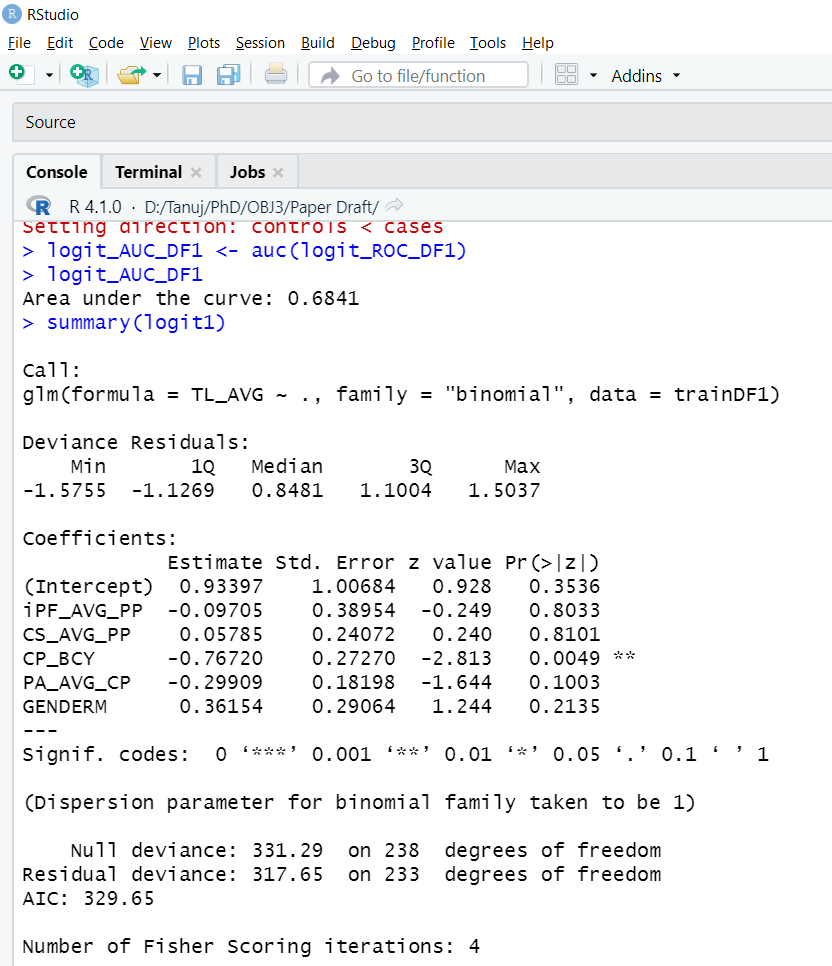 RStudio
File Edit Code View Plots Session Build Debug Profile Tools Help
Go to file/function Addins
Source
Console Terminal Jobs
R 4.1.0 · D:/Tanuj/PhD/OBJ3/Paper Draft/
Setting direction: controls < cases
> logit_AUC_DF1 <- auc(logit_ROC_DF1)
> logit_AUC_DF1
Area under the curve: 0.6841
> summary(logit1)
Call:
glm(formula = TL_AVG ~ ., family = "binomial", data = trainDF1)
Deviance Residuals:
Min 1Q Median 3Q Max
-1.5755 -1.1269 0.8481 1.1004 1.5037
Coefficients:
Estimate Std. Error z value Pr(>|z|)
(Intercept) 0.93397 1.00684 0.928 0.3536
iPF_AVG_PP -0.09705 0.38954 -0.249 0.8033
CS_AVG_PP 0.05785 0.24072 0.240 0.8101
CP_BCY -0.76720 0.27270 -2.813 0.0049 **
PA_AVG_CP -0.29909 0.18198 -1.644 0.1003
GENDERM 0.36154 0.29064 1.244 0.2135
---
Signif. codes: 0 ‘***’ 0.001 ‘**’ 0.01 ‘*’ 0.05 ‘.’ 0.1 ‘ ’ 1
(Dispersion parameter for binomial family taken to be 1)
Null deviance: 331.29 on 238 degrees of freedom
Residual deviance: 317.65 on 233 degrees of freedom
AIC: 329.65
Number of Fisher Scoring iterations: 4